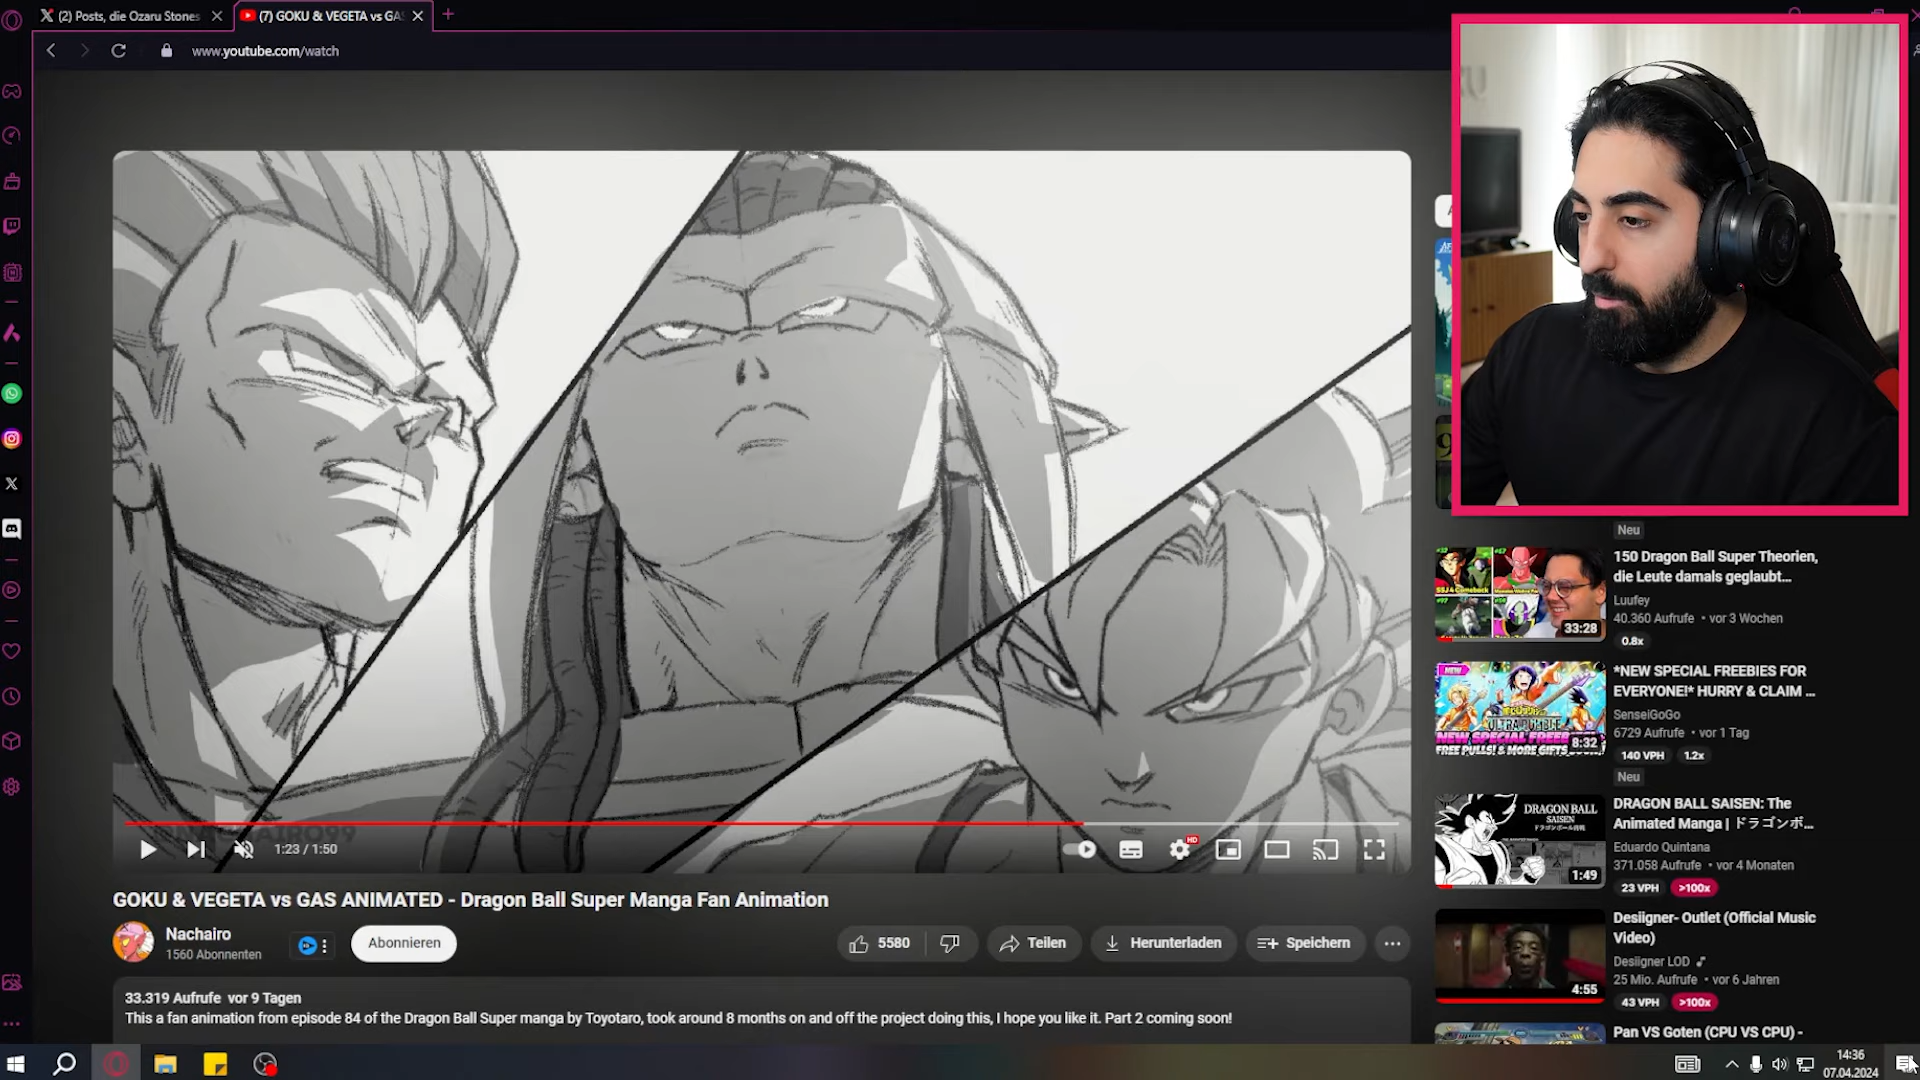 (2) Posts, die Ozaru Stones
(7) GOKU & VEGETA vs GAS
www.youtube.com/watch
1:23 / 1:50
HD
GOKU & VEGETA vs GAS ANIMATED - Dragon Ball Super Manga Fan Animation
Nachairo
1560 Abonnenten
Abonnieren
5580
Teilen
Herunterladen
Speichern
33.319 Aufrufe vor 9 Tagen
This a fan animation from episode 84 of the Dragon Ball Super manga by Toyotaro, took around 8 months on and off the project doing this, I hope you like it. Part 2 coming soon!
Neu
150 Dragon Ball Super Theorien,
die Leute damals geglaubt...
Luufey
40.360 Aufrufe • vor 3 Wochen
0.8x
33:28
*NEW SPECIAL FREEBIES FOR
EVERYONE!* HURRY & CLAIM ...
SenseiGoGo
6729 Aufrufe • vor 1 Tag
140 VPH
1.2x
Neu
NEW
8:32
DRAGON BALL SAISEN: The
Animated Manga | ドラゴンボ...
Eduardo Quintana
371.058 Aufrufe • vor 4 Monaten
23 VPH
>100x
DRAGON BALL
SAISEN
1:49
Desiigner- Outlet (Official Music
Video)
Desiigner LOD
25 Mio. Aufrufe • vor 6 Jahren
43 VPH
>100x
4:55
Pan VS Goten (CPU VS CPU) -
14:36
07.04.2024